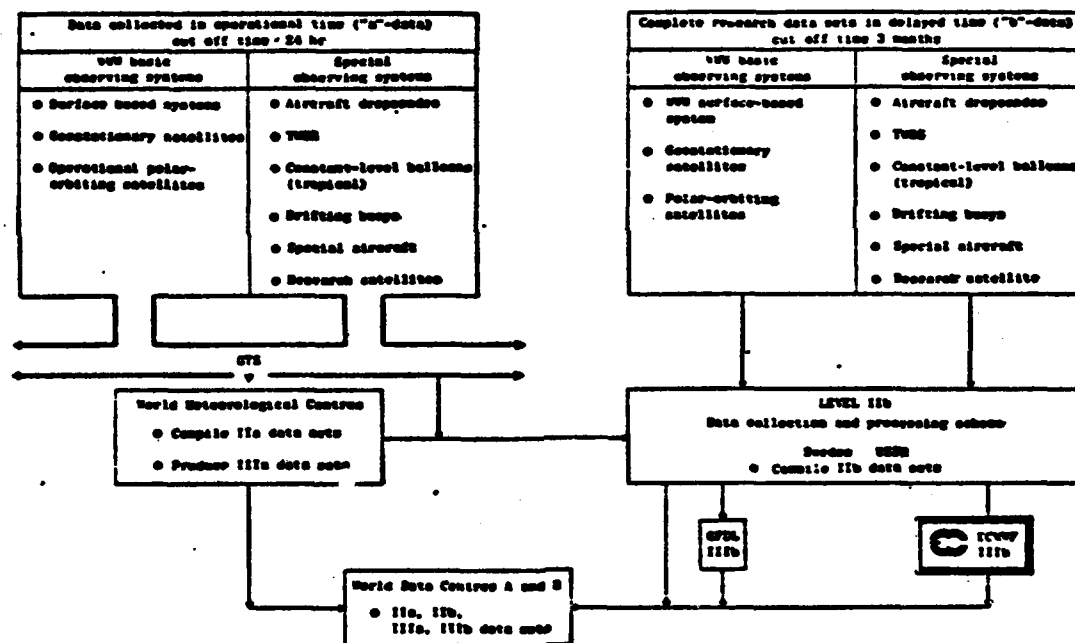 Data collected in operational time ("a"-data)
cut off time - 24 hr
WWW basic
observing systems
Special
observing systems
● Surface based systems
● Geostationary satellites
● Operational polar-
orbiting satellites
● Aircraft dropsondes
● Constant-level balloons
(tropical)
● Drifting buoys
● Special aircraft
● Research satellites
Complete research data sets in delayed time ("b"-data)
cut off time 3 months
WWW basic
observing systems
Special
observing systems
● WWW surface-based
system
● Geostationary
satellites
● Polar-orbiting
satellites
● Aircraft dropsondes
● Constant-level balloons
(tropical)
● Drifting buoys
● Special aircraft
● Research satellite
GTS
World Meteorological Centres
● Compile IIa data sets
● Produce IIIa data sets
LEVEL IIb
Data collection and processing scheme
Sweden USSR
● Compile IIb data sets
GFDL
IIIb
ECMWF
IIIb
World Data Centres A and B
● IIa, IIb,
IIIa, IIIb data sets